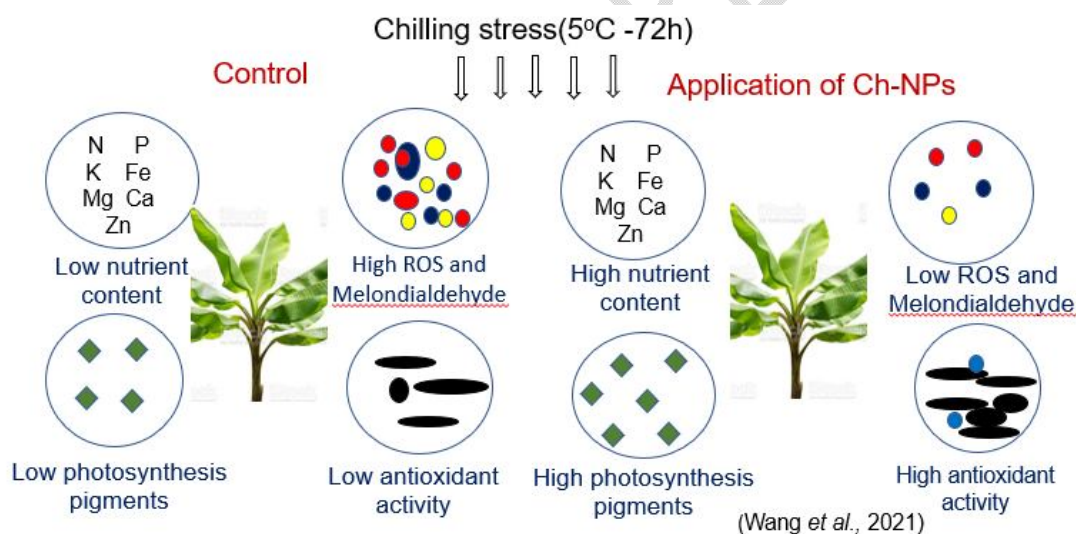 Chilling stress(5°C -72h)
Control
Application of Ch-NPs
N P
K Fe
Mg Ca
Zn
Low nutrient
content
High ROS and
Melondialdehyde
N P
K Fe
Mg Ca
Zn
High nutrient
content
Low ROS and
Melondialdehyde
Low photosynthesis
pigments
Low antioxidant
activity
High photosynthesis
pigments
High antioxidant
activity
(Wang et al., 2021)